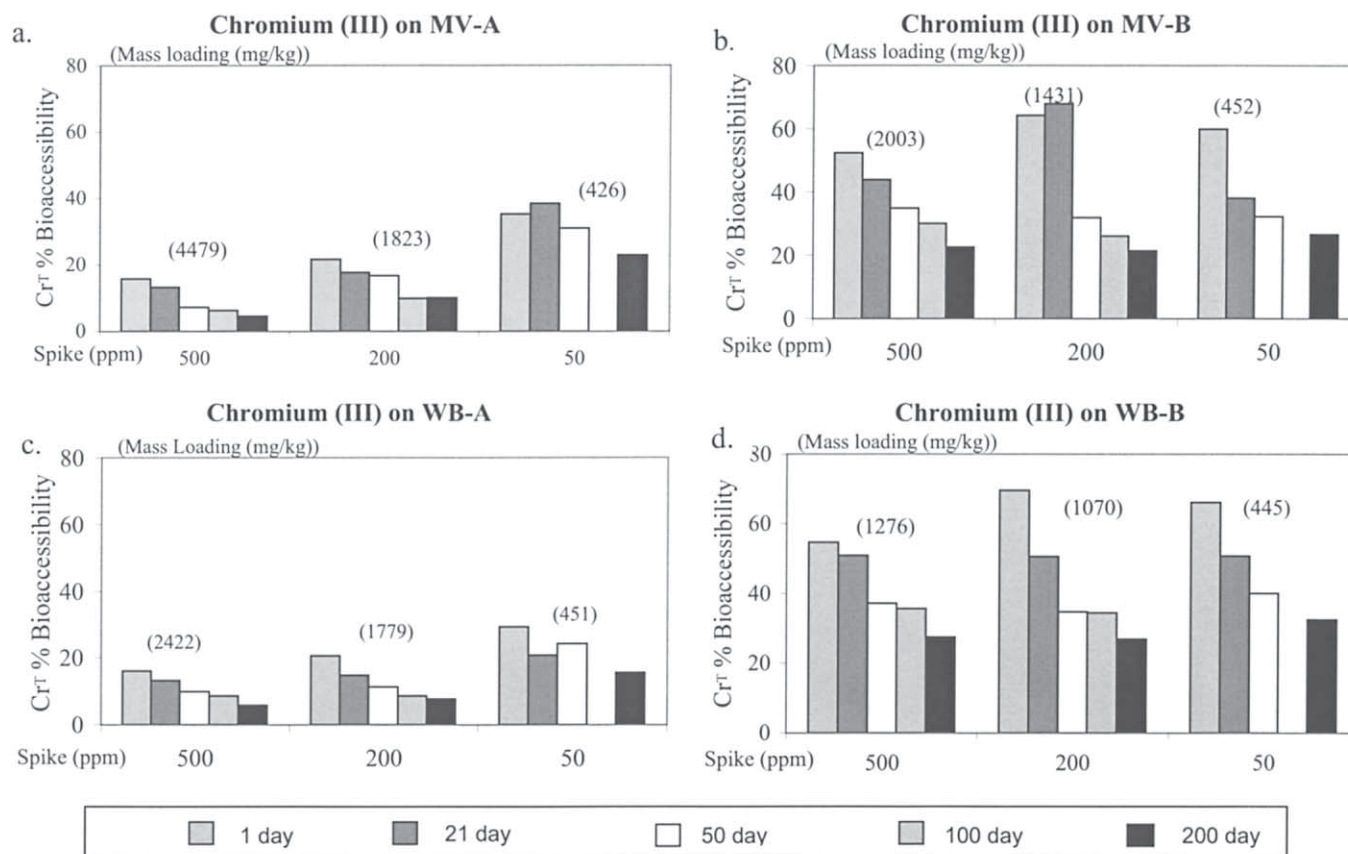 a.
Chromium (III) on MV-A
(Mass loading (mg/kg))
Crᵀ % Bioaccessibility
80
60
40
20
0
(4479)
(1823)
(426)
Spike (ppm)
500
200
50
b.
Chromium (III) on MV-B
(Mass loading (mg/kg))
Crᵀ % Bioaccessibility
80
60
40
20
0
(2003)
(1431)
(452)
Spike (ppm)
500
200
50
c.
Chromium (III) on WB-A
(Mass Loading (mg/kg))
Crᵀ % Bioaccessibility
80
60
40
20
0
(2422)
(1779)
(451)
Spike (ppm)
500
200
50
d.
Chromium (III) on WB-B
(Mass loading (mg/kg))
Crᵀ % Bioaccessibility
30
60
40
20
0
(1276)
(1070)
(445)
Spike (ppm)
500
200
50
1 day
21 day
50 day
100 day
200 day